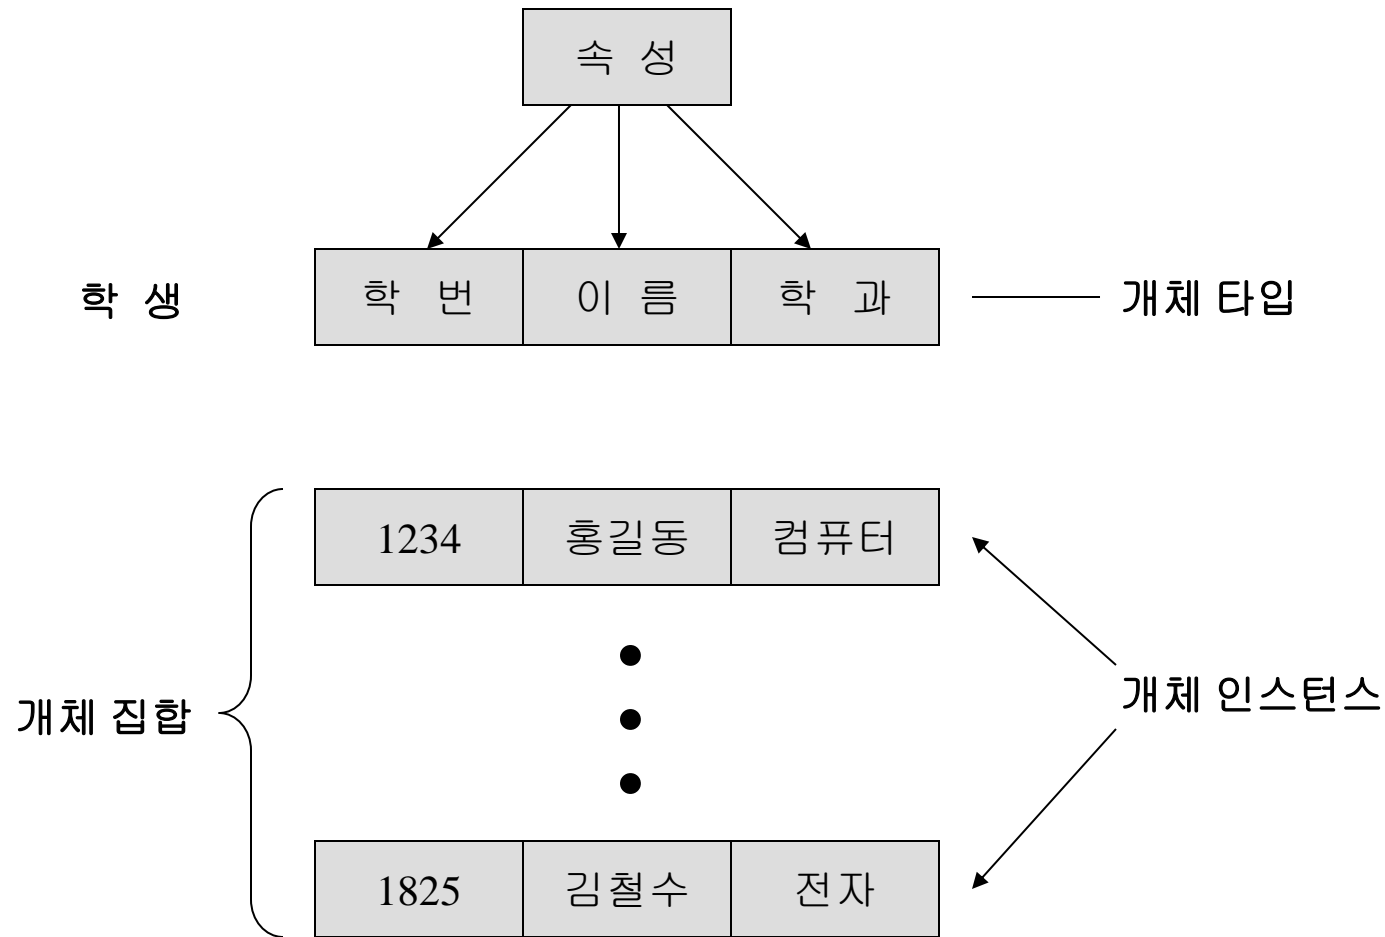 속 성
학 생 학 번 이 름 학 과 개체 타입
1234 홍길동 컴퓨터
개체 집합 개체 인스턴스
1825 김철수 전자